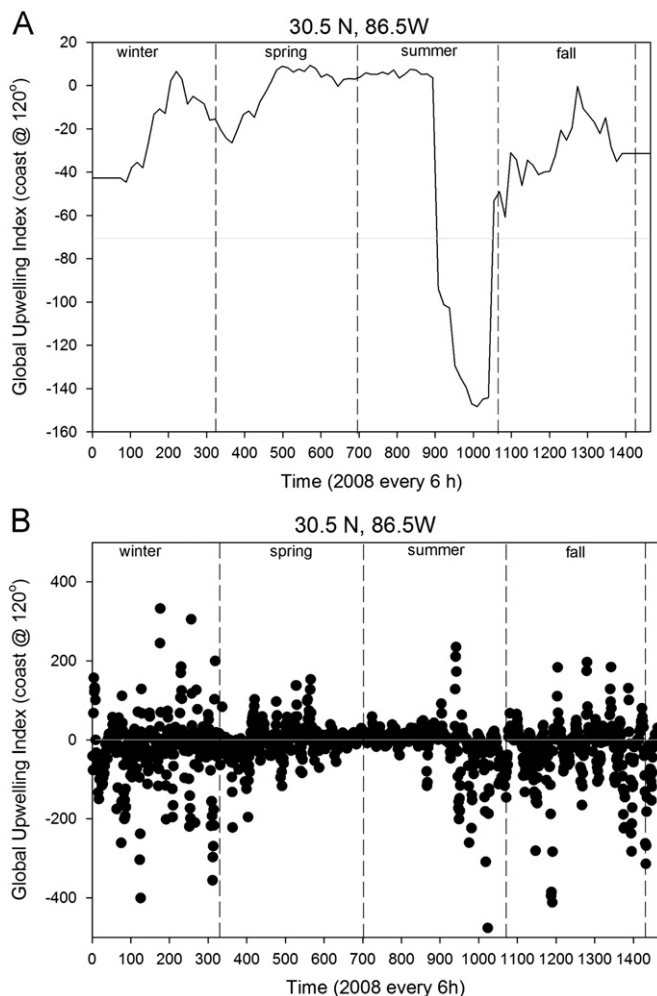 A
30.5 N, 86.5W
winter spring summer fall
20
0
-20
-40
-60
-80
-100
-120
-140
-160
Global Upwelling Index (coast @ 120°)
0 100 200 300 400 500 600 700 800 900 1000 1100 1200 1300 1400
Time (2008 every 6 h)
B
30.5 N, 86.5W
winter spring summer fall
400
200
0
-200
-400
Global Upwelling Index (coast @ 120°)
0 100 200 300 400 500 600 700 800 900 1000 1100 1200 1300 1400
Time (2008 every 6h)